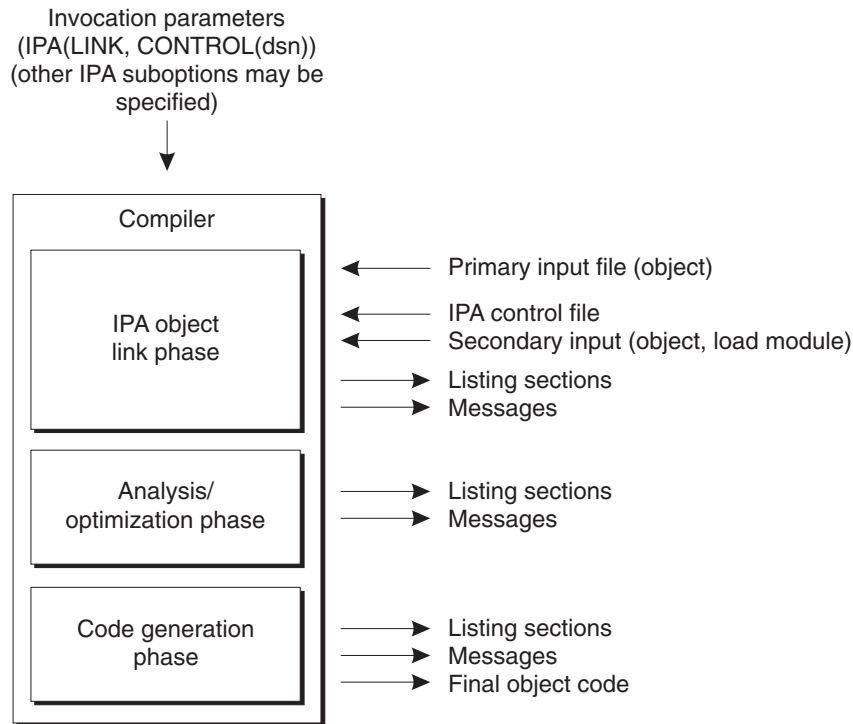 Invocation parameters
(IPA(LINK, CONTROL(dsn))
(other IPA suboptions may be
specified)
Compiler
IPA object
link phase
Primary input file (object)
IPA control file
Secondary input (object, load module)
Listing sections
Messages
Analysis/
optimization phase
Listing sections
Messages
Code generation
phase
Listing sections
Messages
Final object code